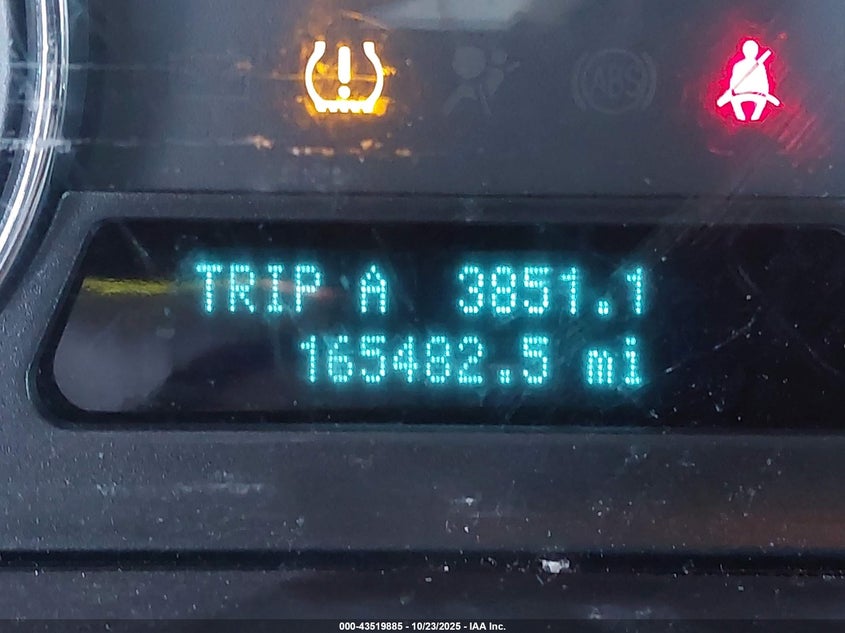 ABS
TRIP A 3851.1
165482.5 mi
000-43519885 - 10/23/2025 - IAA Inc.